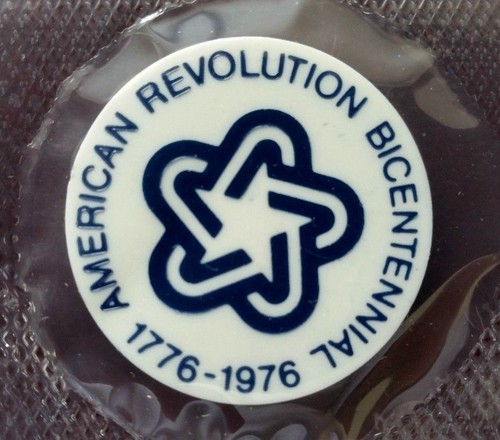 AMERICAN REVOLUTION BICENTENNIAL
1776-1976